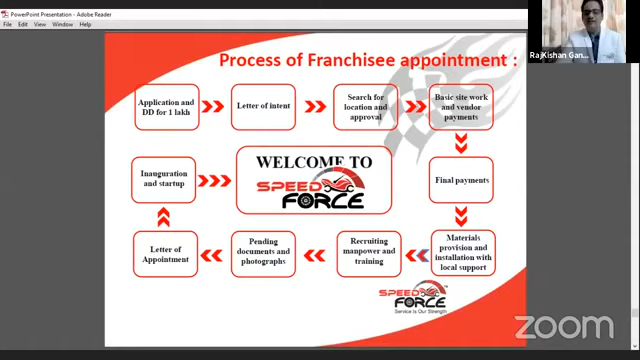 PowerPoint Presentation - Adobe Reader
File Edit View Window Help
RajKishan Gan...
Process of Franchisee appointment :
Application and
DD for 1 lakh
Letter of intent
Search for
location and
approval
Basic site work
and vendor
payments
Final payments
Materials
provision and
installation with
local support
Recruiting
manpower and
training
Pending
documents and
photographs
Letter of
Appointment
Inauguration
and startup
WELCOME TO
SPEED
FORCE
SPEED
FORCE
Service is Our Strength
zoom